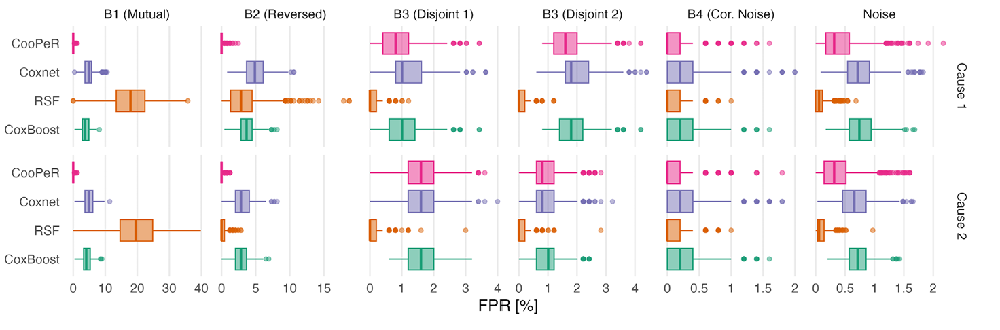 B1 (Mutual) B2 (Reversed) B3 (Disjoint 1) B3 (Disjoint 2) B4 (Cor. Noise) Noise
CooPeR
Coxnet
RSF
CoxBoost
Cause 1
CooPeR
Coxnet
RSF
CoxBoost
Cause 2
0 10 20 30 40 0 5 10 15 0 1 2 3 4 0 1 2 3 4 0 0.5 1 1.5 2 0 0.5 1 1.5 2
FPR [%]